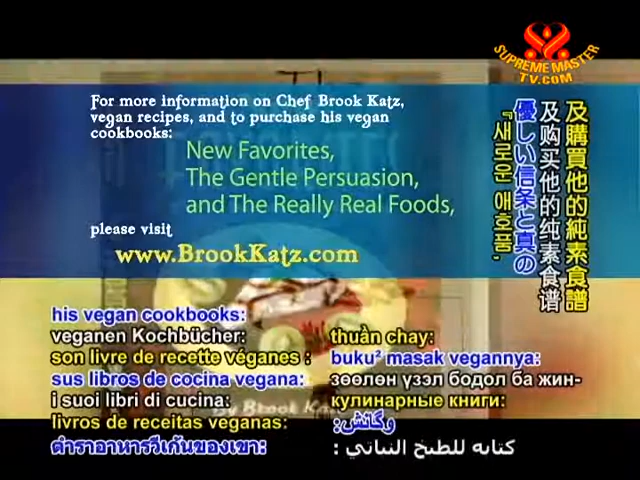 SUPREME MASTER
TV.COM
For more information on Chef Brook Katz,
vegan recipes, and to purchase his vegan
cookbooks:
New Favorites,
The Gentle Persuasion,
and The Really Real Foods,
please visit
www.BrookKatz.com
及購買他的純素食譜
及购买他的纯素食谱
優しい信条と真の
『새로운 애호품,
his vegan cookbooks:
veganen Kochbücher:
son livre de recette véganes :
sus libros de cocina vegana:
i suoi libri di cucina:
livros de receitas veganas:
ตำราอาหารวีเก้นของเขา:
thuần chay:
buku² masak vegannya:
зөөлөн үзэл бодол ба жин-
кулинарные книги:
وگانش:
كتابه للطبخ النباتي :
By Brook Katz